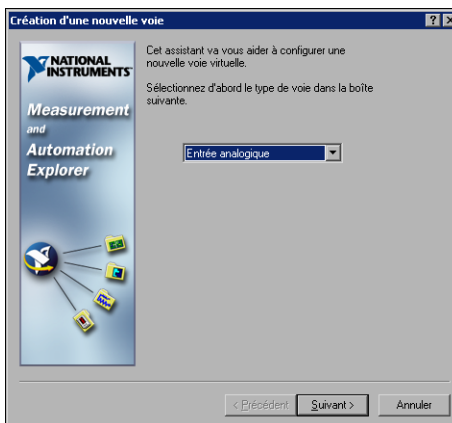 Création d'une nouvelle voie
NATIONAL
INSTRUMENTS
Measurement
and
Automation
Explorer
Cet assistant va vous aider à configurer une
nouvelle voie virtuelle.
Sélectionnez d'abord le type de voie dans la boîte
suivante.
Entrée analogique
< Précédent
Suivant >
Annuler